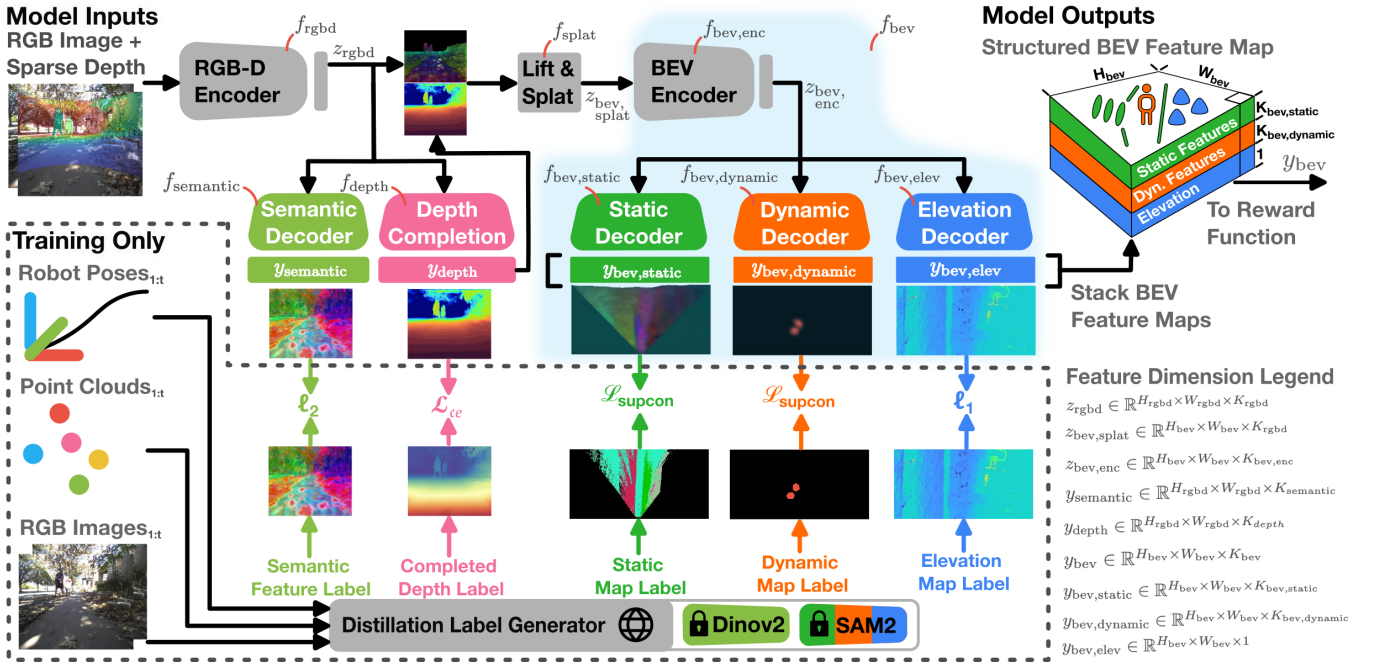 Model Inputs
RGB Image +
Sparse Depth
f_rgbd
RGB-D
Encoder
z_rgbd
f_splat
Lift &
Splat
z_bev,
splat
f_bev,enc
BEV
Encoder
z_bev,
enc
f_bev
Model Outputs
Structured BEV Feature Map
H_bev
W_bev
K_bev,static
K_bev,dynamic
1
Static Features
Dyn. Features
Elevation
y_bev
To Reward
Function
f_semantic
Semantic
Decoder
y_semantic
f_depth
Depth
Completion
y_depth
f_bev,static
Static
Decoder
y_bev,static
f_bev,dynamic
Dynamic
Decoder
y_bev,dynamic
f_bev,elev
Elevation
Decoder
y_bev,elev
Stack BEV
Feature Maps
Training Only
Robot Poses_1:t
Point Clouds_1:t
RGB Images_1:t
ℓ_2
ℒ_ce
ℒ_supcon
ℒ_supcon
ℓ_1
Semantic
Feature Label
Completed
Depth Label
Static
Map Label
Dynamic
Map Label
Elevation
Map Label
Distillation Label Generator
Dinov2
SAM2
Feature Dimension Legend
z_rgbd ∈ ℝ^{H_rgbd×W_rgbd×K_rgbd}
z_bev,splat ∈ ℝ^{H_bev×W_bev×K_rgbd}
z_bev,enc ∈ ℝ^{H_bev×W_bev×K_bev,enc}
y_semantic ∈ ℝ^{H_rgbd×W_rgbd×K_semantic}
y_depth ∈ ℝ^{H_rgbd×W_rgbd×K_depth}
y_bev ∈ ℝ^{H_bev×W_bev×K_bev}
y_bev,static ∈ ℝ^{H_bev×W_bev×K_bev,static}
y_bev,dynamic ∈ ℝ^{H_bev×W_bev×K_bev,dynamic}
y_bev,elev ∈ ℝ^{H_bev×W_bev×1}